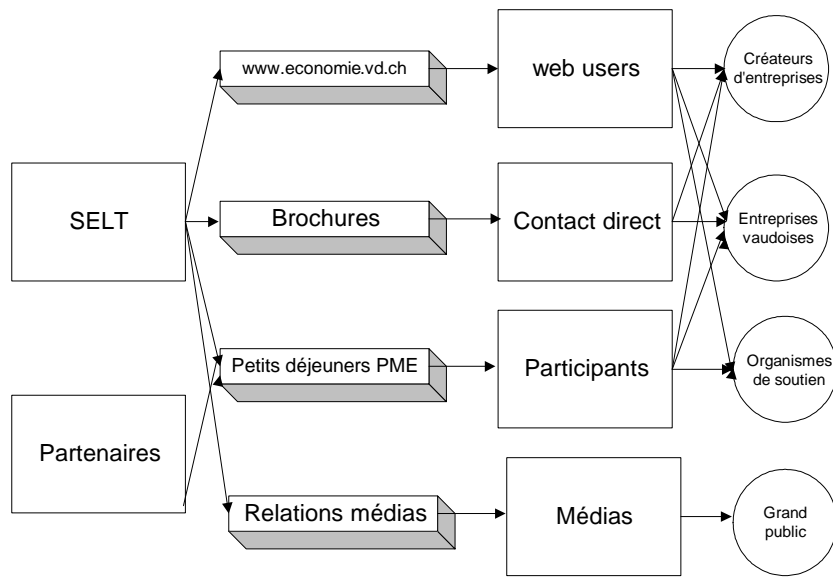 www.economie.vd.ch
web users
Créateurs
d'entreprises
SELT
Brochures
Contact direct
Entreprises
vaudoises
Petits déjeuners PME
Participants
Organismes
de soutien
Partenaires
Relations médias
Médias
Grand
public